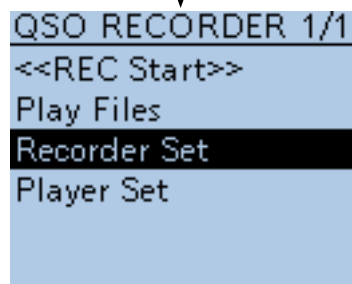 QSO RECORDER 1/1
<<REC Start>>
Play Files
Recorder Set
Player Set